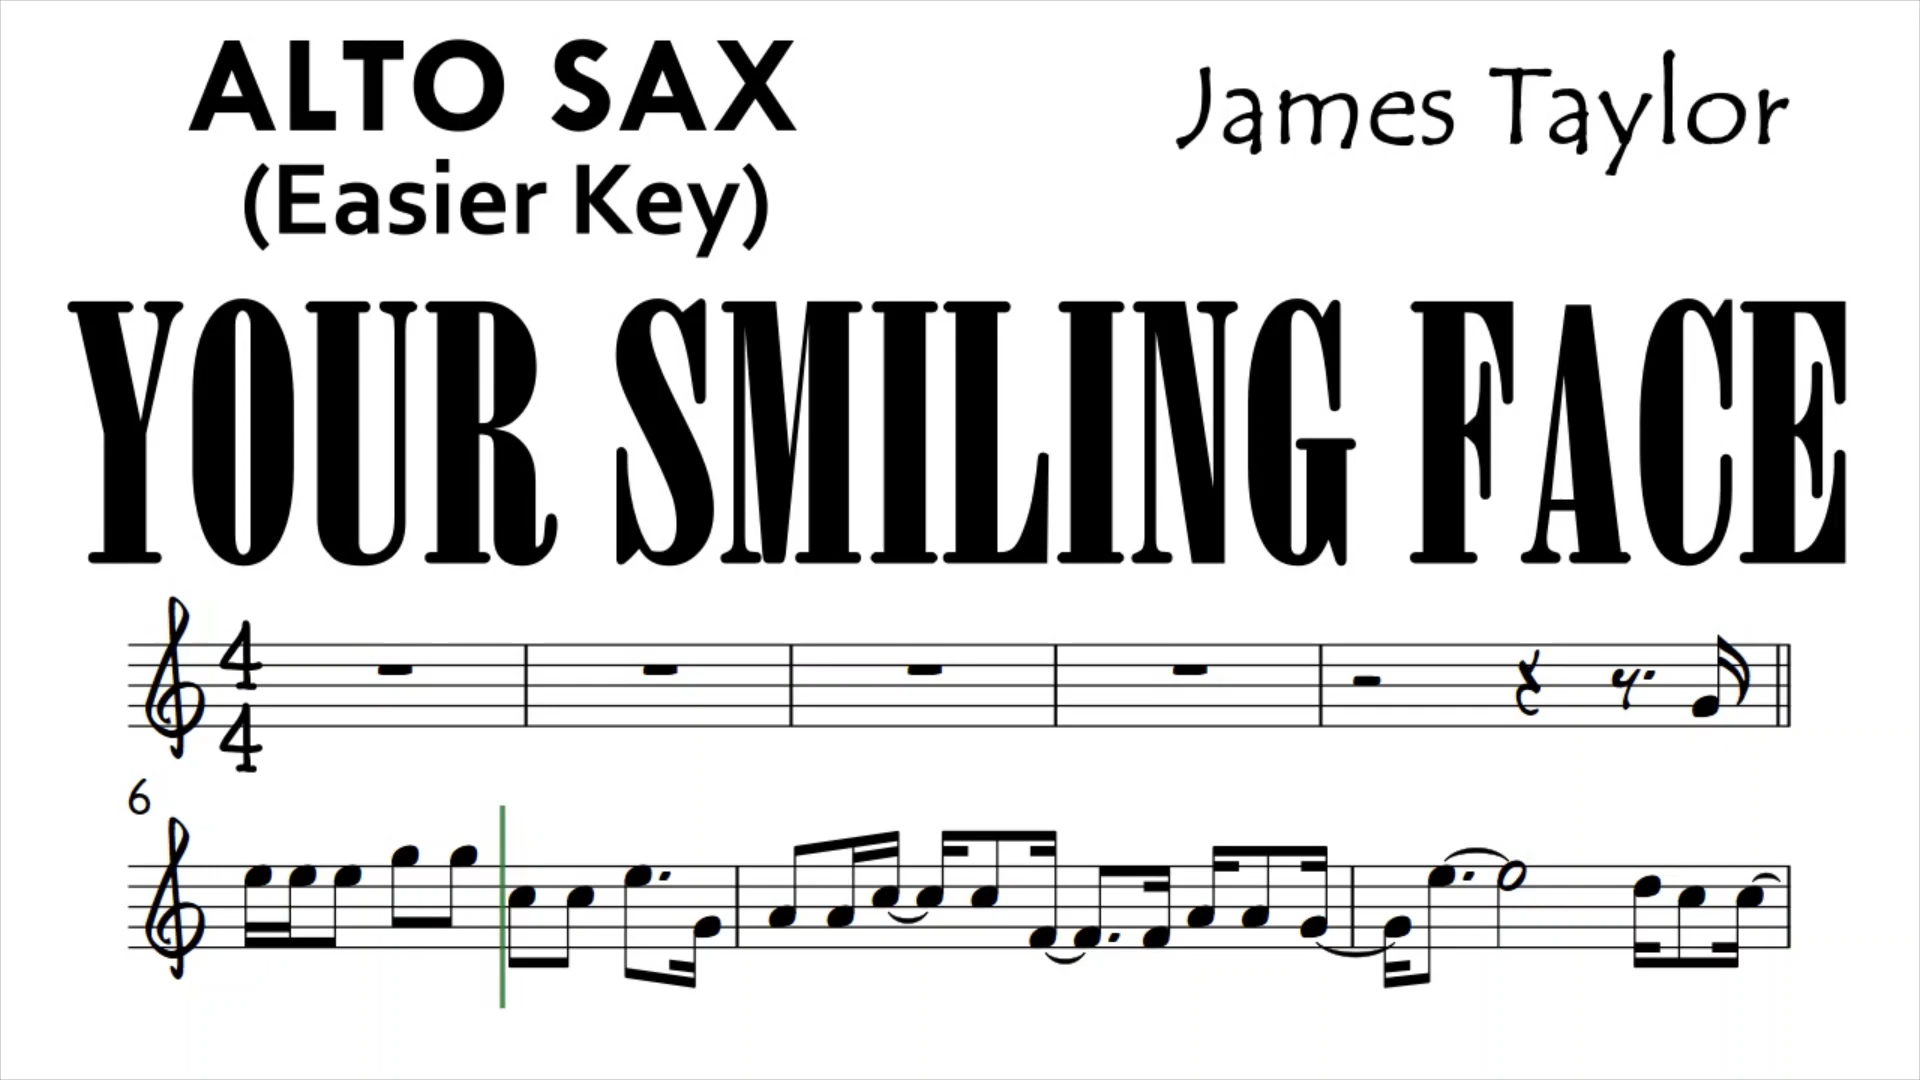 ALTO SAX
James Taylor
(Easier Key)
YOUR SMILING FACE
4
4
6